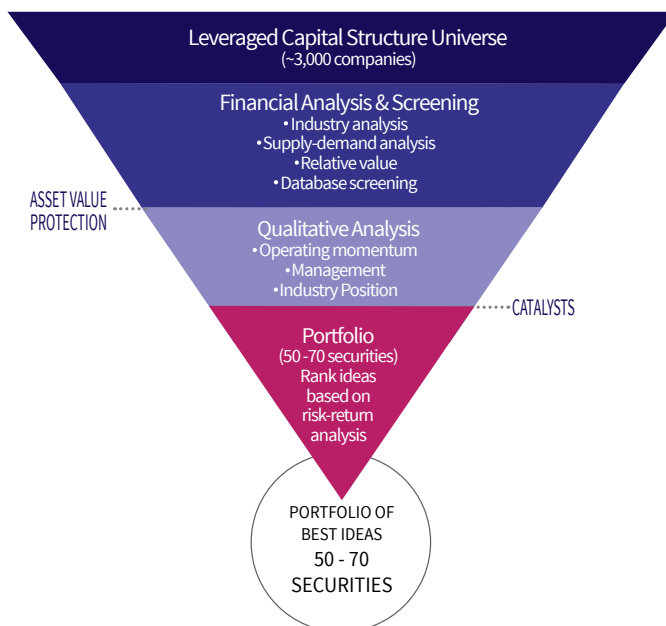 Leveraged Capital Structure Universe
(~3,000 companies)
Financial Analysis & Screening
•Industry analysis
•Supply-demand analysis
•Relative value
•Database screening
ASSET VALUE
PROTECTION
Qualitative Analysis
•Operating momentum
•Management
•Industry Position
CATALYSTS
Portfolio
(50 -70 securities)
Rank ideas
based on
risk-return
analysis
PORTFOLIO OF
BEST IDEAS
50 - 70
SECURITIES